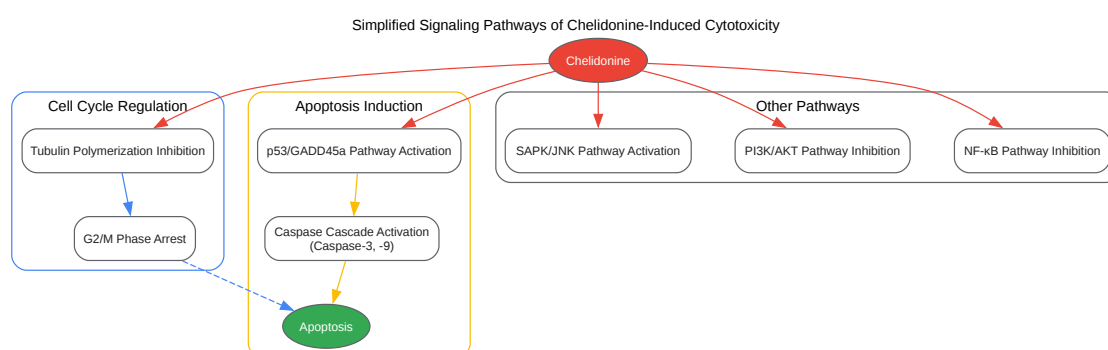 Simplified Signaling Pathways of Chelidonine-Induced Cytotoxicity
Chelidonine
Cell Cycle Regulation
Apoptosis Induction
Other Pathways
Tubulin Polymerization Inhibition
p53/GADD45a Pathway Activation
SAPK/JNK Pathway Activation
PI3K/AKT Pathway Inhibition
NF-κB Pathway Inhibition
G2/M Phase Arrest
Caspase Cascade Activation
(Caspase-3, -9)
Apoptosis